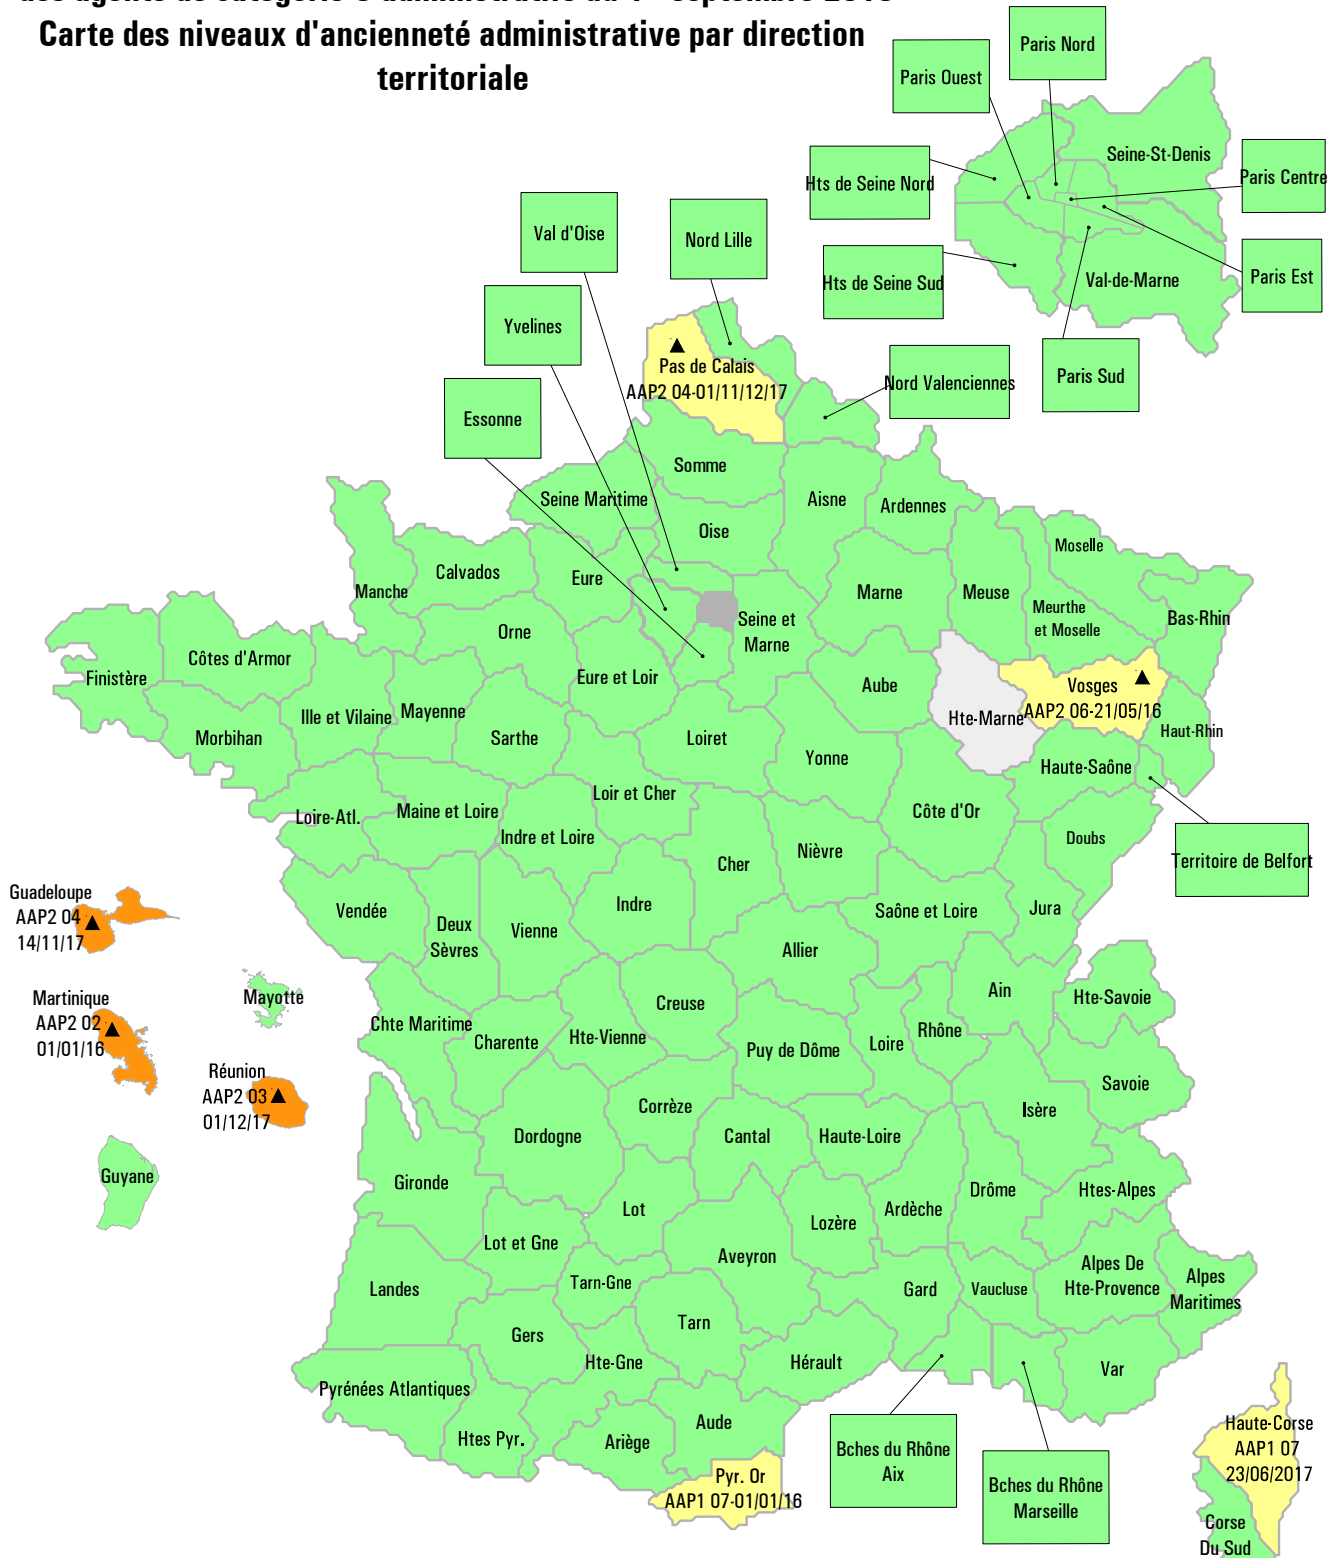 Carte des niveaux d'ancienneté administrative par direction
territoriale
Paris Nord
Paris Ouest
Seine-St-Denis
Hts de Seine Nord
Paris Centre
Val d'Oise
Nord Lille
Hts de Seine Sud
Val-de-Marne
Paris Est
Yvelines
Pas de Calais
AAP2 04-01/11/12/17
Nord Valenciennes
Paris Sud
Essonne
Somme
Seine Maritime
Aisne
Ardennes
Oise
Moselle
Calvados
Eure
Manche
Marne
Meuse
Meurthe
et Moselle
Seine et
Marne
Bas-Rhin
Orne
Côtes d'Armor
Finistère
Eure et Loir
Aube
Vosges
AAP2 06-21/05/16
Ille et Vilaine
Mayenne
Hte-Marne
Morbihan
Sarthe
Loiret
Haut-Rhin
Yonne
Haute-Saône
Loir et Cher
Loire-Atl.
Maine et Loire
Indre et Loire
Côte d'Or
Doubs
Nièvre
Cher
Territoire de Belfort
Guadeloupe
AAP2 04
14/11/17
Vendée
Deux
Sèvres
Vienne
Indre
Saône et Loire
Jura
Allier
Martinique
AAP2 02
01/01/16
Mayotte
Chte Maritime
Charente
Hte-Vienne
Creuse
Ain
Hte-Savoie
Puy de Dôme
Loire
Rhône
Réunion
AAP2 03
01/12/17
Savoie
Corrèze
Isère
Dordogne
Cantal
Haute-Loire
Guyane
Gironde
Lot
Lozère
Ardèche
Drôme
Htes-Alpes
Lot et Gne
Aveyron
Landes
Tarn-Gne
Gard
Vaucluse
Alpes De
Hte-Provence
Alpes
Maritimes
Gers
Tarn
Hte-Gne
Hérault
Var
Pyrénées Atlantiques
Htes Pyr.
Ariège
Aude
Bches du Rhône
Aix
Haute-Corse
AAP1 07
23/06/2017
Pyr. Or
AAP1 07-01/01/16
Bches du Rhône
Marseille
Corse
Du Sud